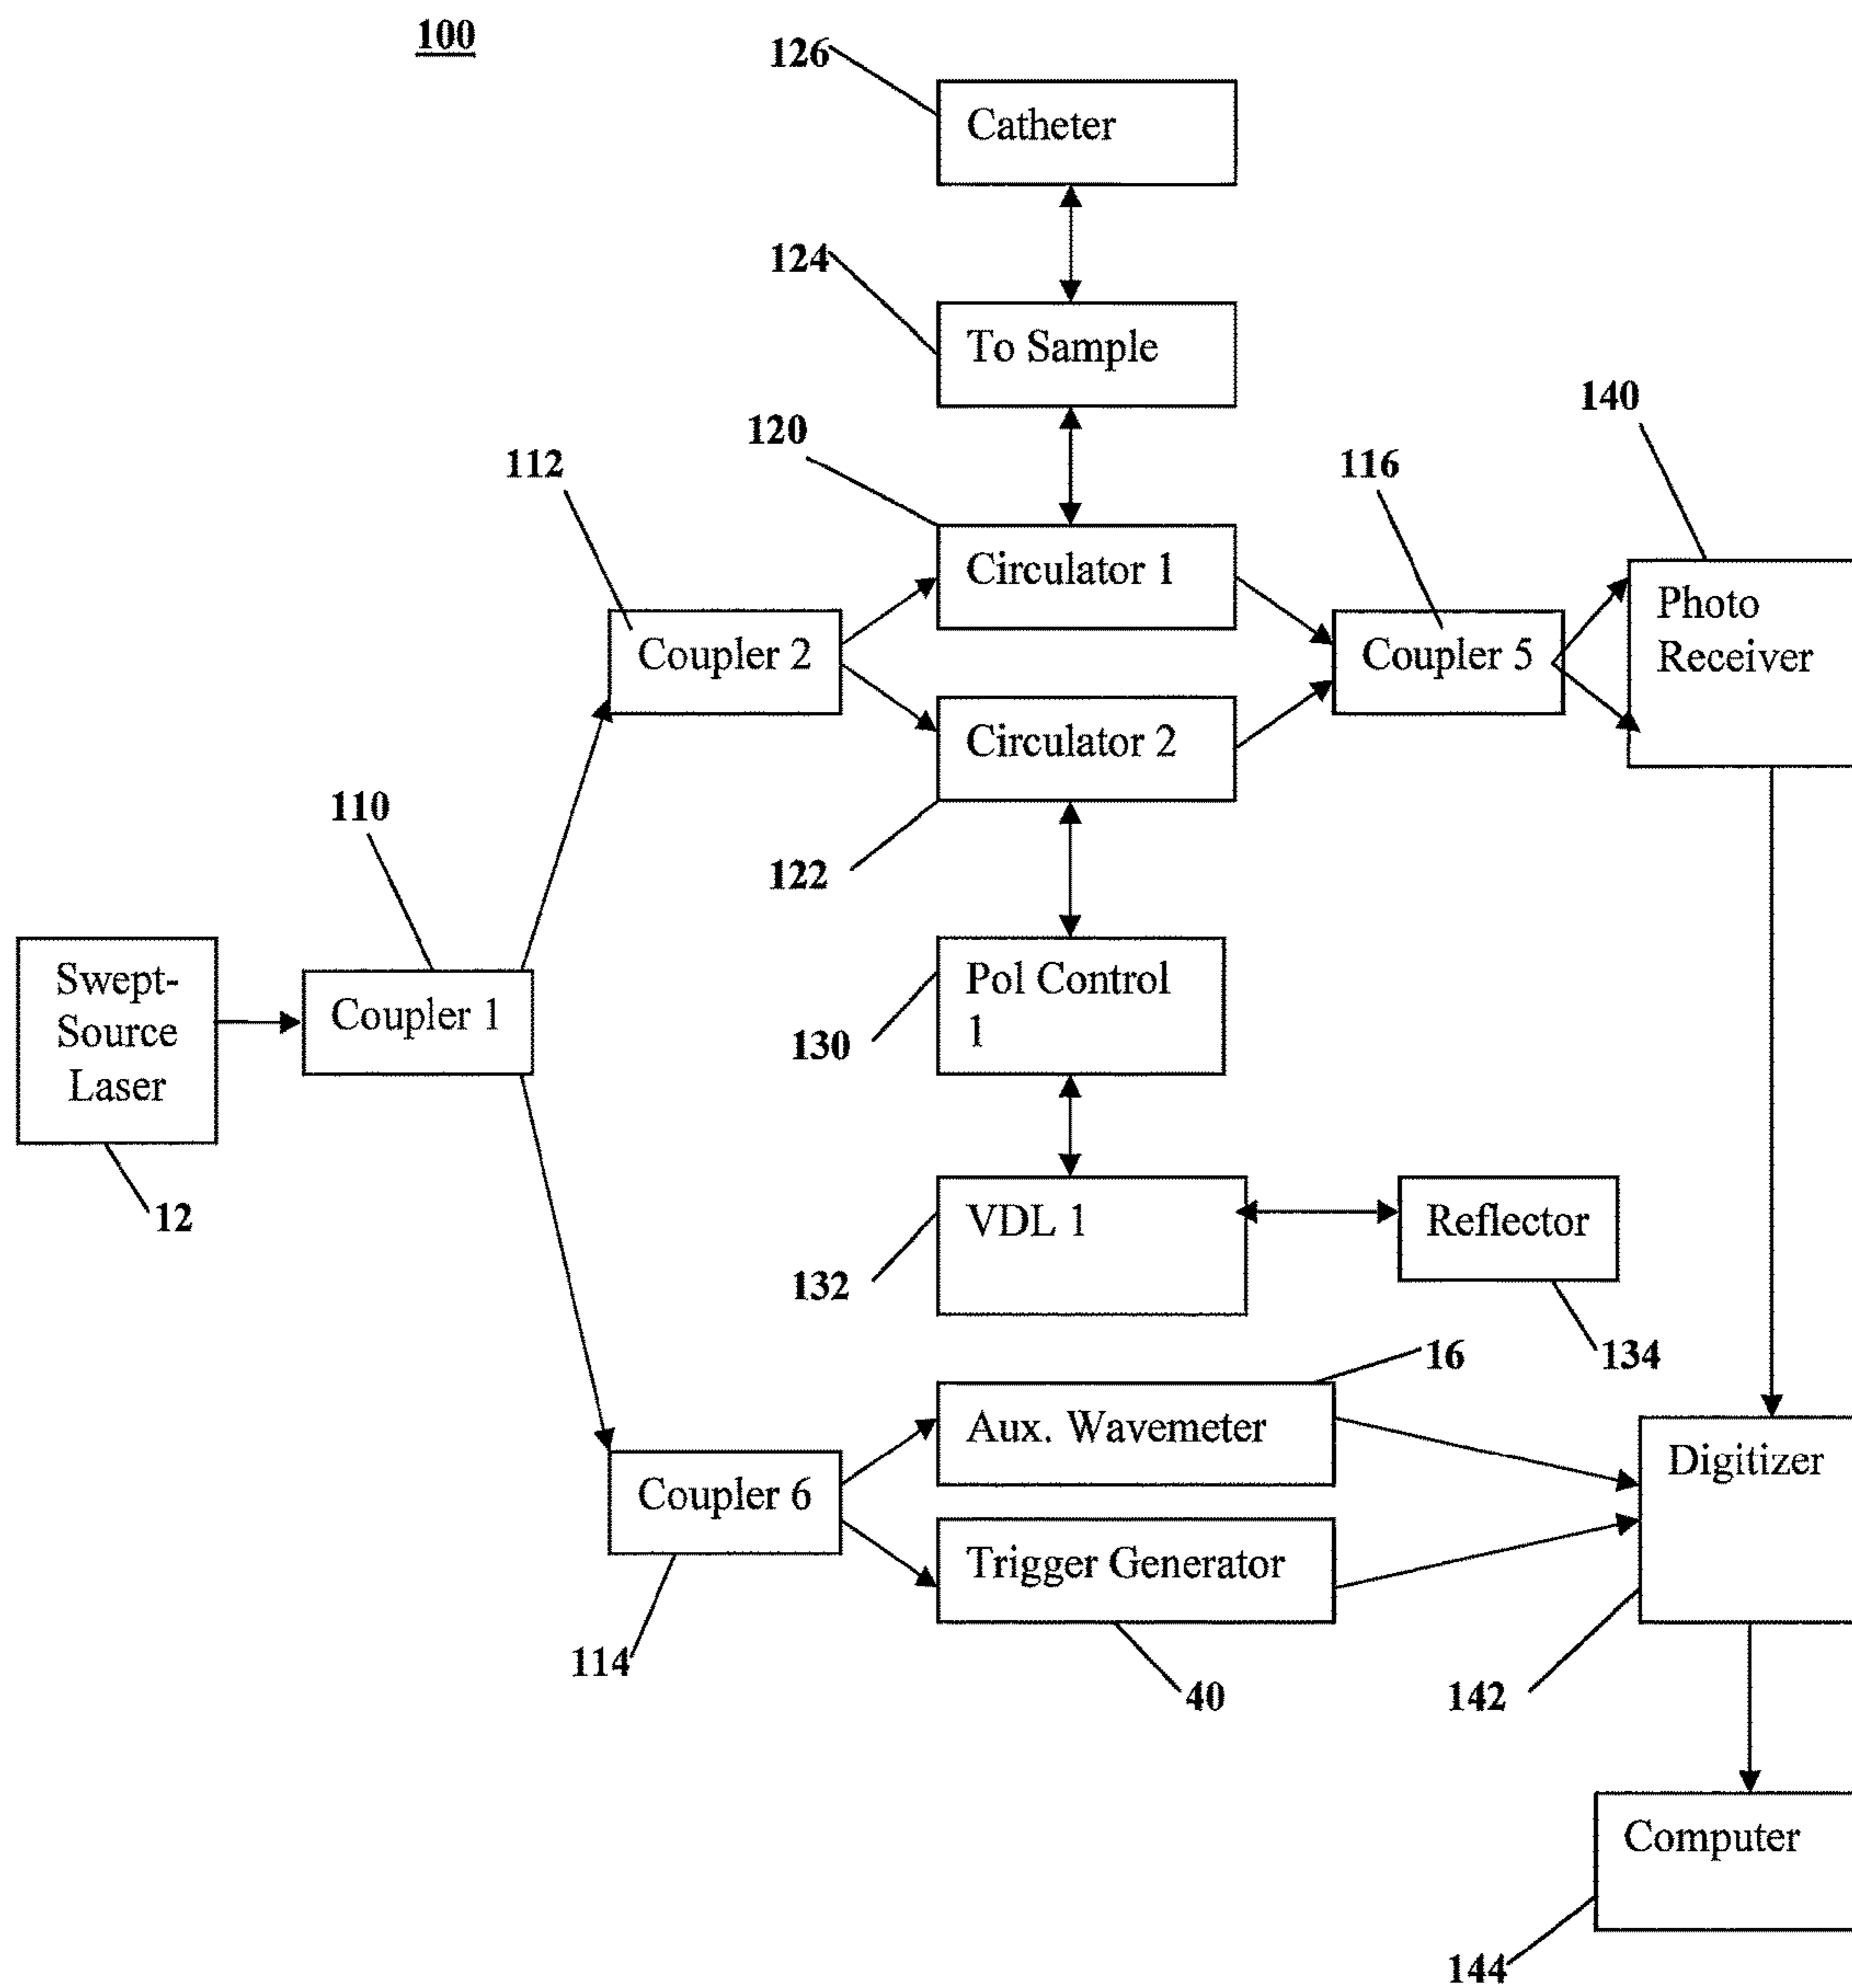 100
126
Catheter
124
To Sample
140
120
112
116
Circulator 1
Photo
Receiver
Coupler 2
Coupler 5
Circulator 2
110
122
Swept-
Source
Laser
Coupler 1
Pol Control
1
130
12
VDL 1
Reflector
132
134
16
Aux. Wavemeter
Digitizer
Coupler 6
Trigger Generator
114
40
142
Computer
144